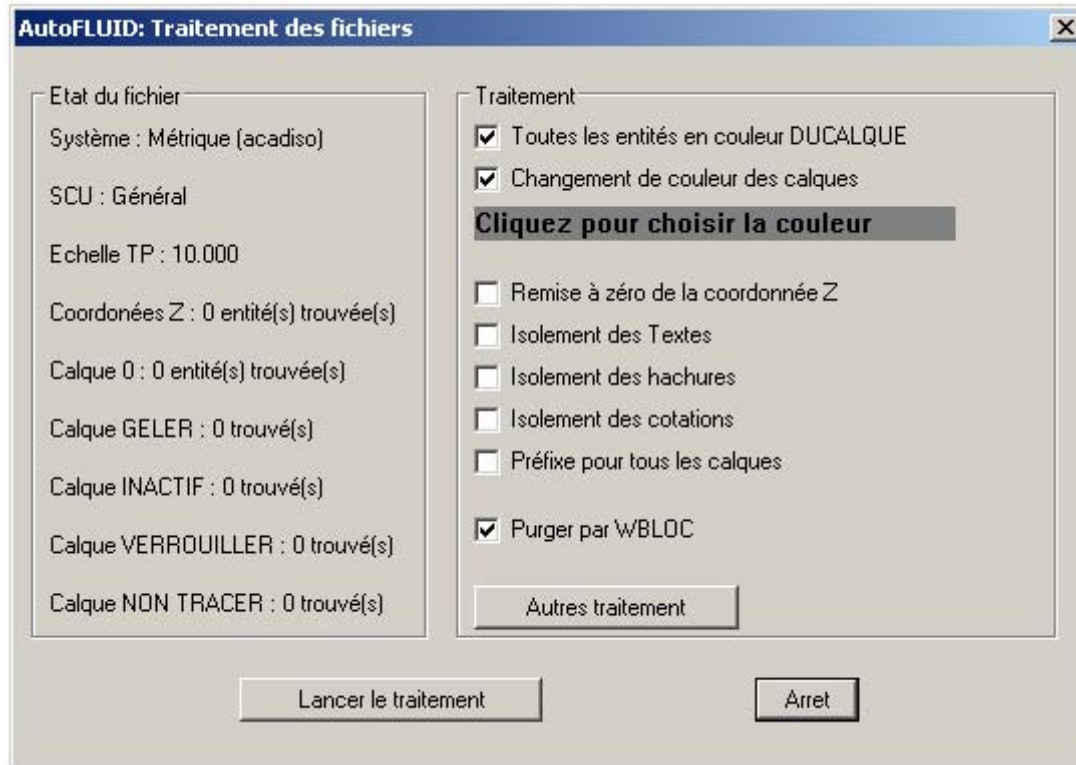 AutoFLUID: Traitement des fichiers
Etat du fichier
Système : Métrique (acadiso)
SCU : Général
Echelle TP : 10.000
Coordonées Z : 0 entité(s) trouvée(s)
Calque 0 : 0 entité(s) trouvée(s)
Calque GELER : 0 trouvé(s)
Calque INACTIF : 0 trouvé(s)
Calque VERROUILLER : 0 trouvé(s)
Calque NON TRACER : 0 trouvé(s)
Traitement
Toutes les entités en couleur DUCALQUE
Changement de couleur des calques
Cliquez pour choisir la couleur
Remise à zéro de la coordonnée Z
Isolement des Textes
Isolement des hachures
Isolement des cotations
Préfixe pour tous les calques
Purger par WBLOC
Autres traitement
Lancer le traitement
Arret